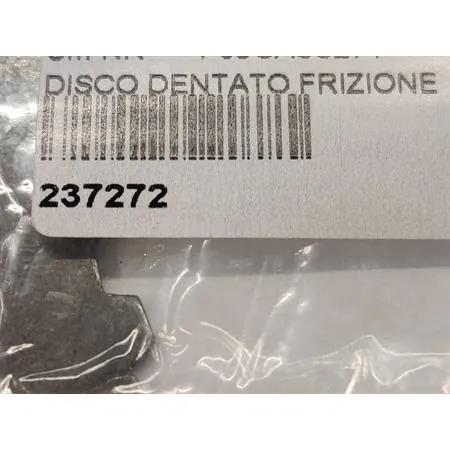 DISCO DENTATO FRIZIONE
237272